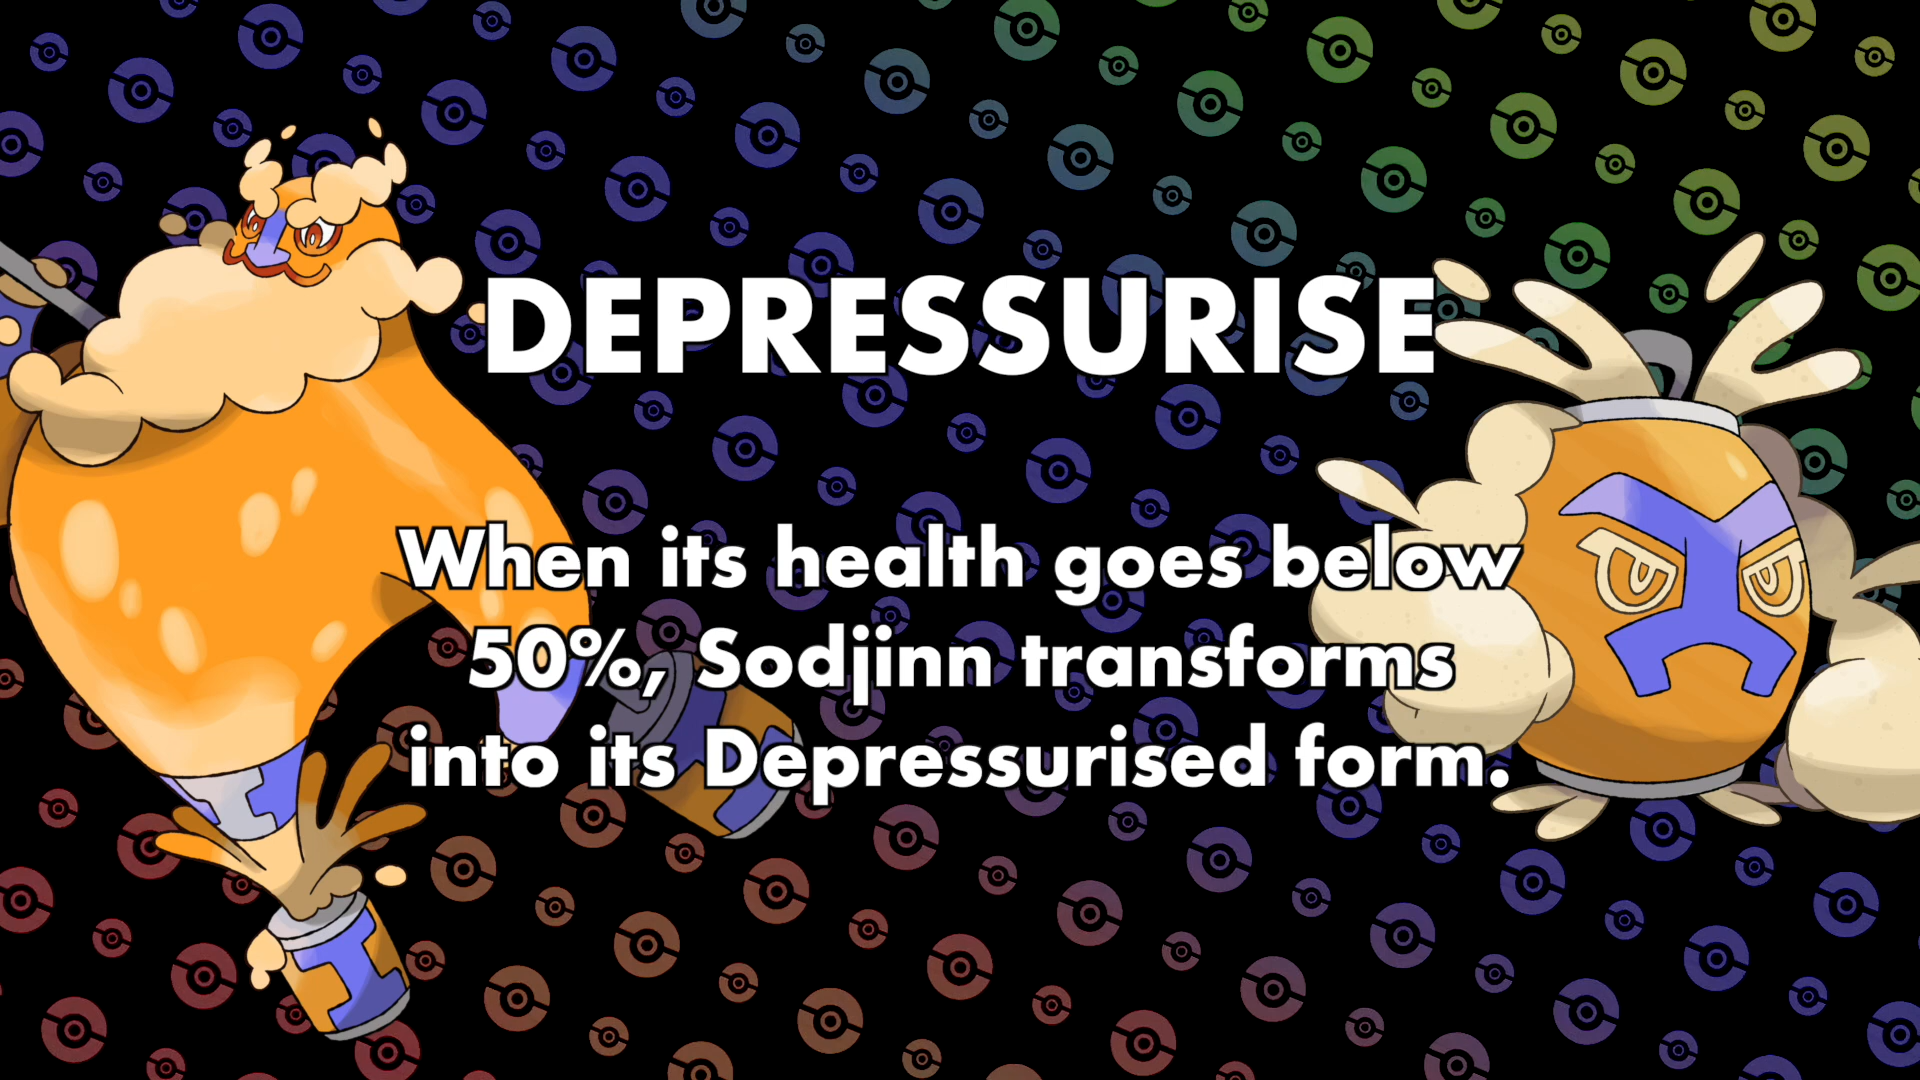 DEPRESSURISE
When its health goes below
50%, Sodjinn transforms
into its Depressurised form.